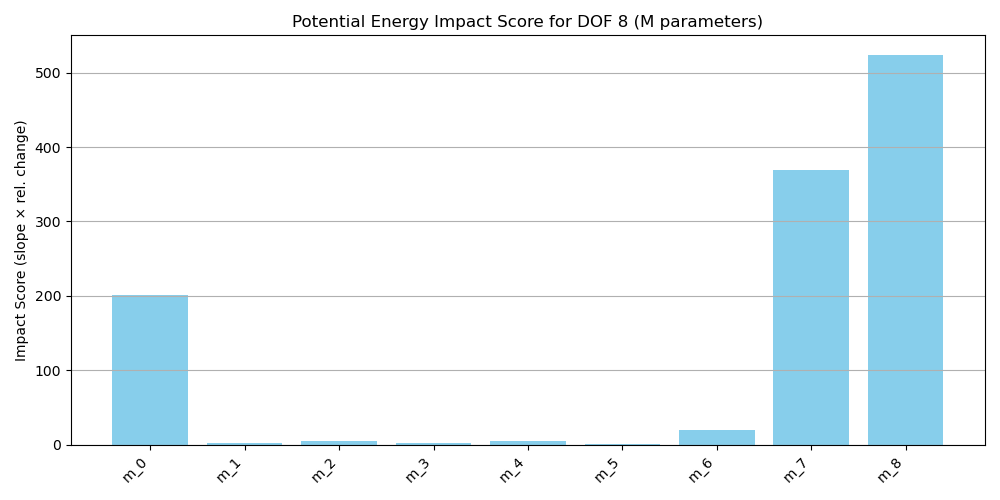 Potential Energy Impact Score for DOF 8 (M parameters)
Impact Score (slope × rel. change)
500
400
300
200
100
0
m_0
m_1
m_2
m_3
m_4
m_5
m_6
m_7
m_8